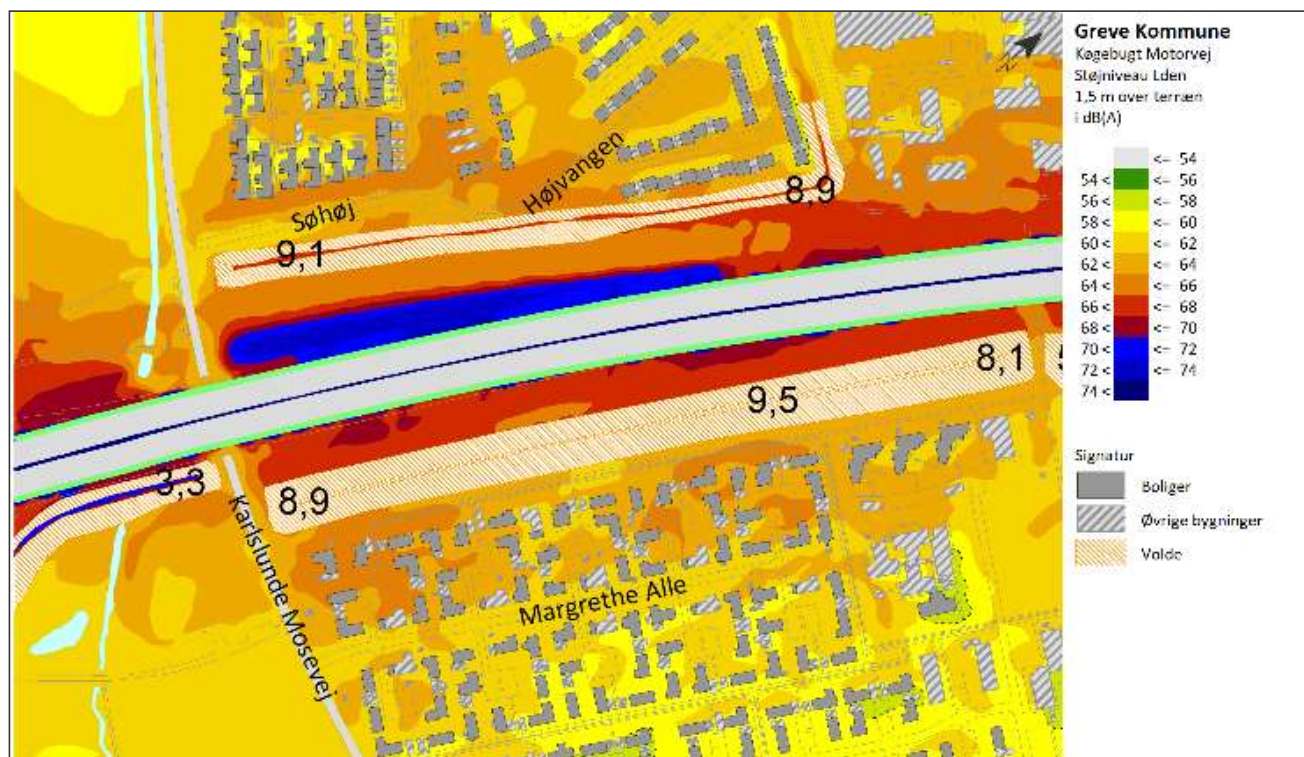 Greve Kommune
Køgebugt Motorvej
Støjniveau Lden
1,5 m over terræn
i dB(A)
<= 54
54 < <= 56
56 < <= 58
58 < <= 60
60 < <= 62
62 < <= 64
64 < <= 66
66 < <= 68
68 < <= 70
70 < <= 72
72 < <= 74
74 <
Signatur
Boliger
Øvrige bygninger
Volde
Højvangen
Søhøj
8,9
9,1
8,1
5
9,5
3,3
8,9
Karlslunde Mosevej
Margrethe Alle